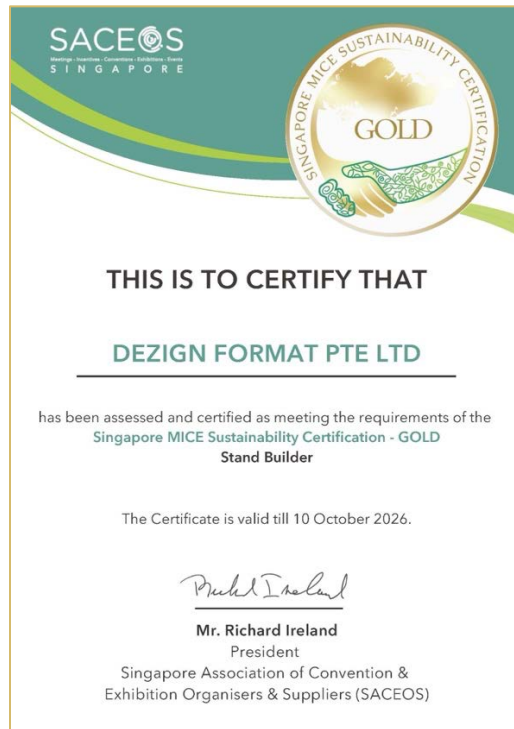 SACEOS
Meetings · Incentives · Conventions · Exhibitions · Events
SINGAPORE
SINGAPORE MICE SUSTAINABILITY CERTIFICATION
GOLD
THIS IS TO CERTIFY THAT
DEZIGN FORMAT PTE LTD
has been assessed and certified as meeting the requirements of the
Singapore MICE Sustainability Certification - GOLD
Stand Builder
The Certificate is valid till 10 October 2026.
Richard Ireland
Mr. Richard Ireland
President
Singapore Association of Convention &
Exhibition Organisers & Suppliers (SACEOS)